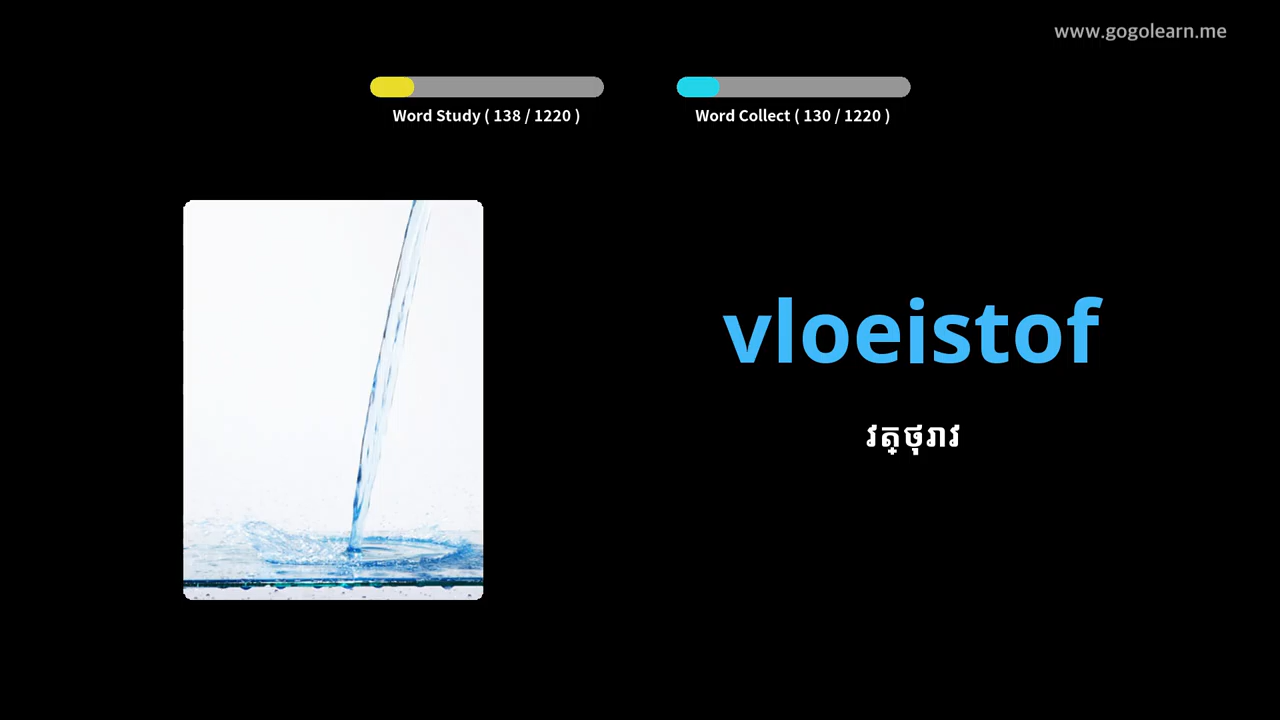 www.gogolearn.me
Word Study ( 138 / 1220 )
Word Collect ( 130 / 1220 )
vloeistof
វត្ថុរាវ